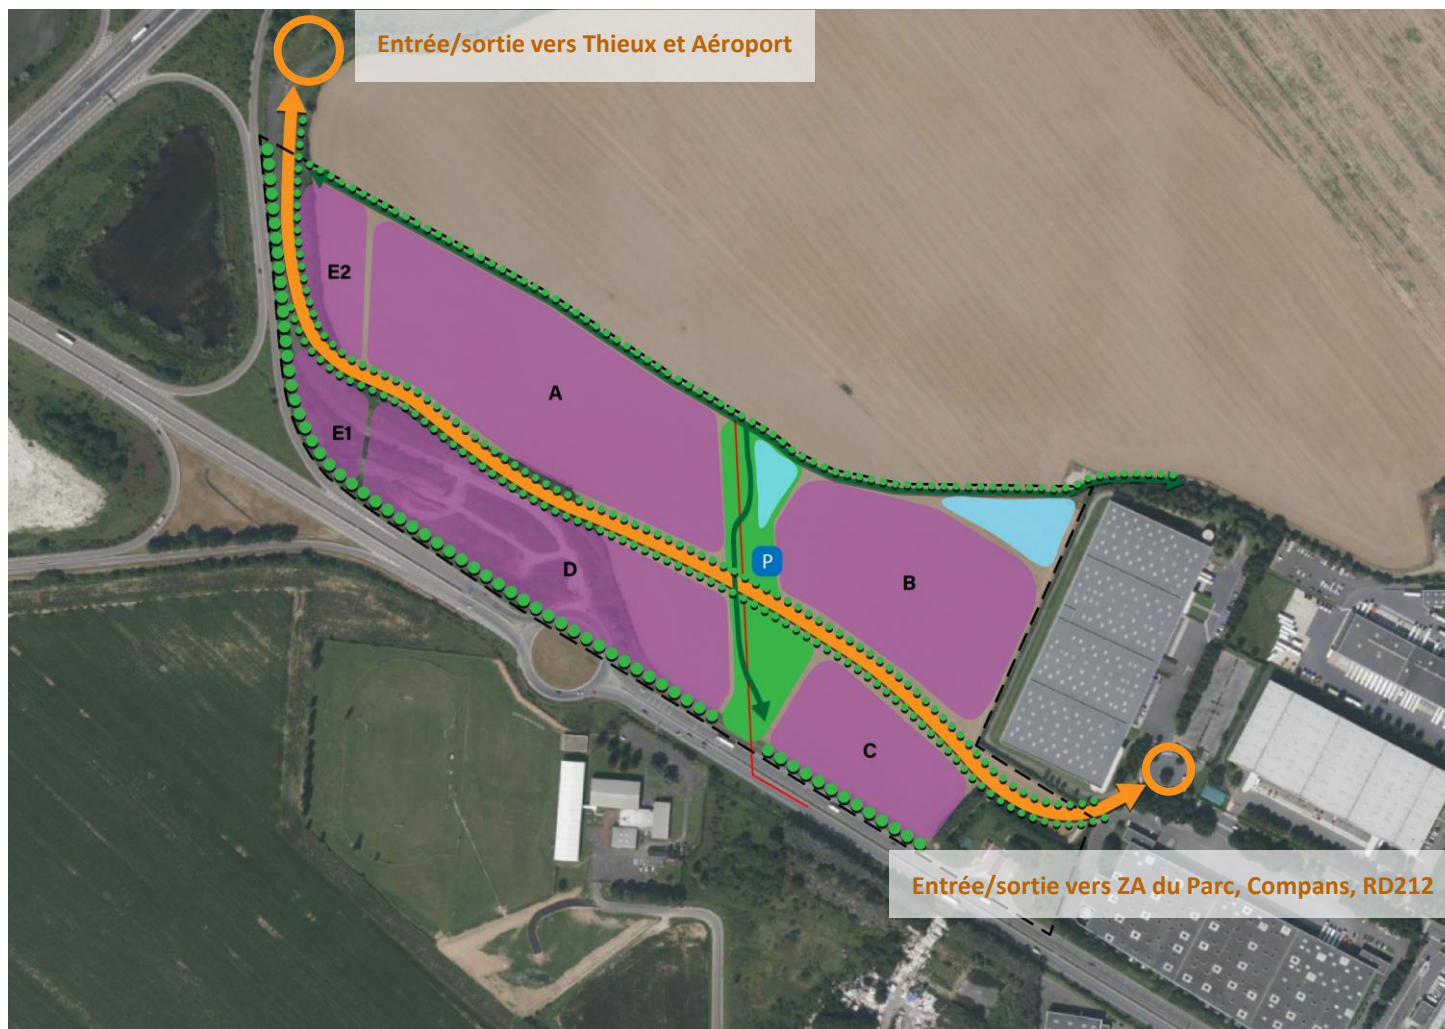 Entrée/sortie vers Thieux et Aéroport
E2
A
E1
P
D
B
C
Entrée/sortie vers ZA du Parc, Compans, RD212